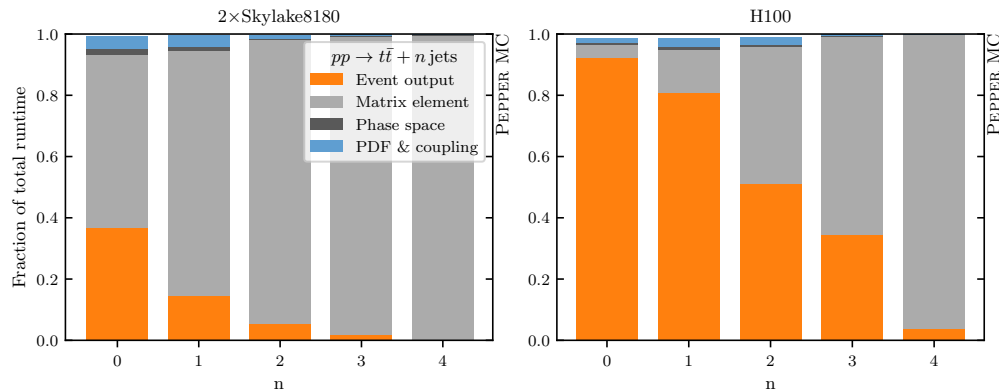 2×Skylake8180
H100
Fraction of total runtime
1.0
0.8
0.6
0.4
0.2
0.0
pp → tt̄ + n jets
Event output
Matrix element
Phase space
PDF & coupling
PEPPER MC
0 1 2 3 4
n
1.0
0.8
0.6
0.4
0.2
0.0
PEPPER MC
0 1 2 3 4
n